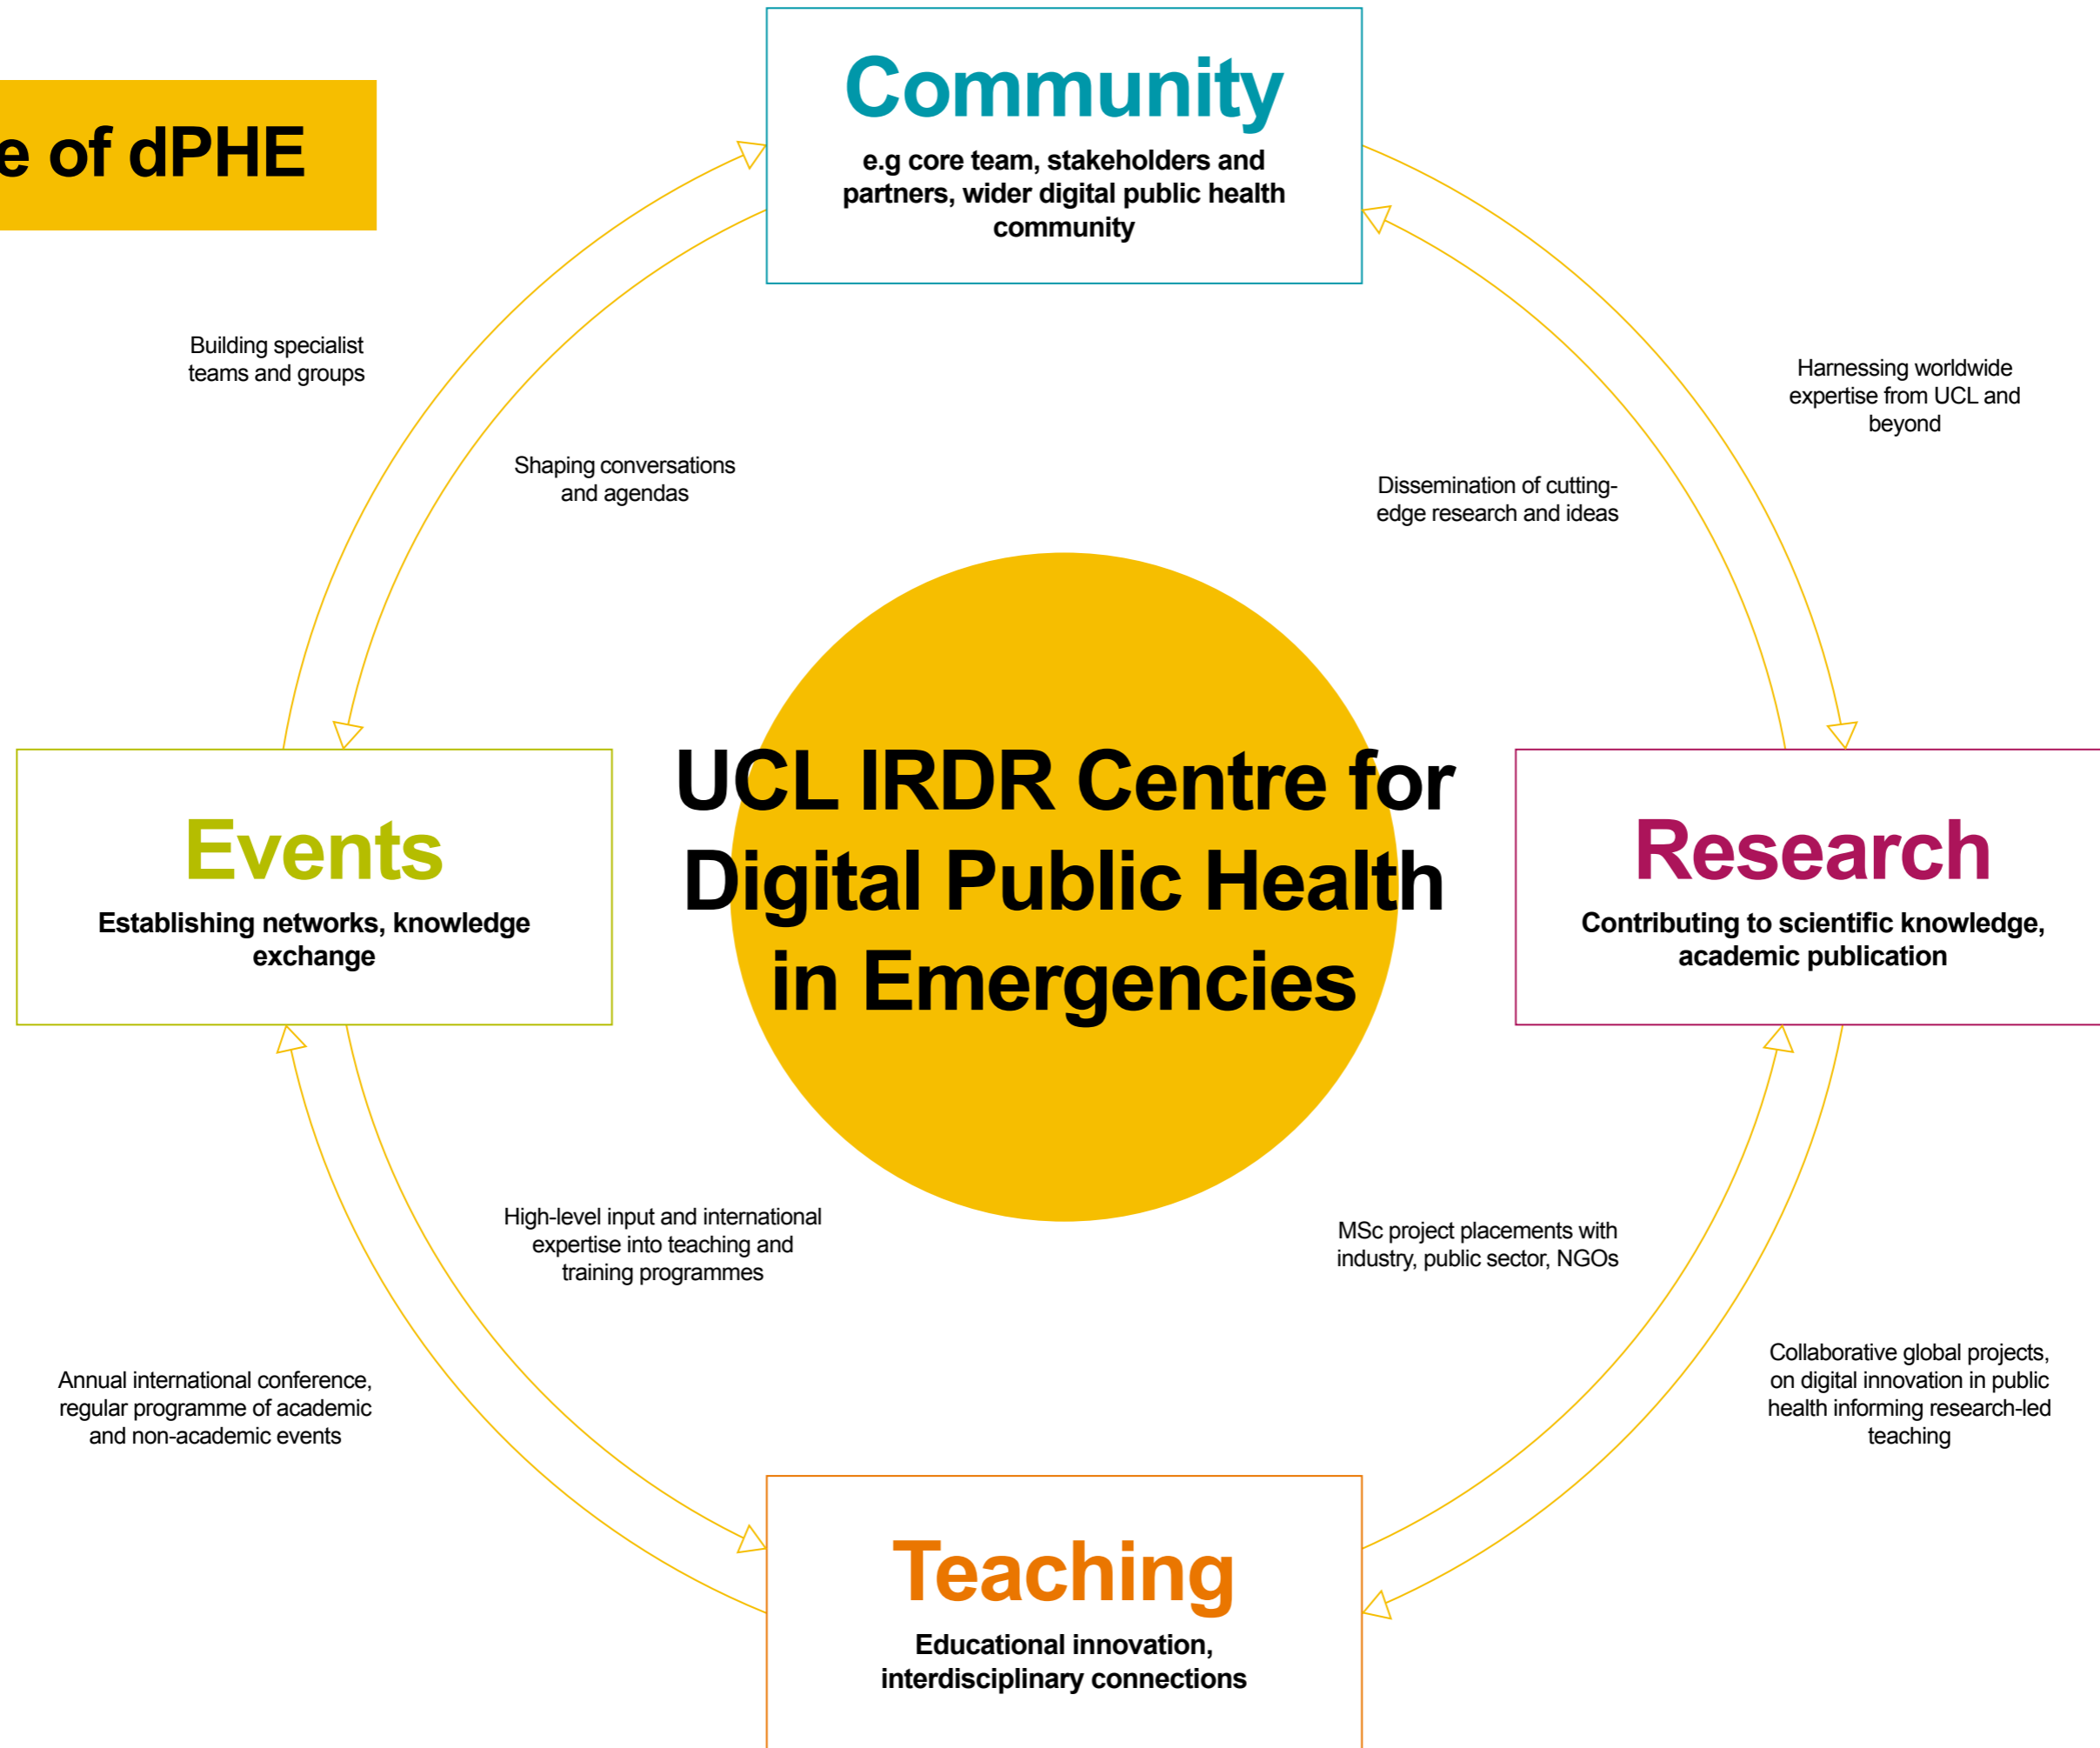 e of dPHE
Community
e.g core team, stakeholders and
partners, wider digital public health
community
Building specialist
teams and groups
Harnessing worldwide
expertise from UCL and
beyond
Shaping conversations
and agendas
Dissemination of cutting-
edge research and ideas
UCL IRDR Centre for
Digital Public Health
in Emergencies
Events
Establishing networks, knowledge
exchange
Research
Contributing to scientific knowledge,
academic publication
High-level input and international
expertise into teaching and
training programmes
MSc project placements with
industry, public sector, NGOs
Annual international conference,
regular programme of academic
and non-academic events
Collaborative global projects,
on digital innovation in public
health informing research-led
teaching
Teaching
Educational innovation,
interdisciplinary connections